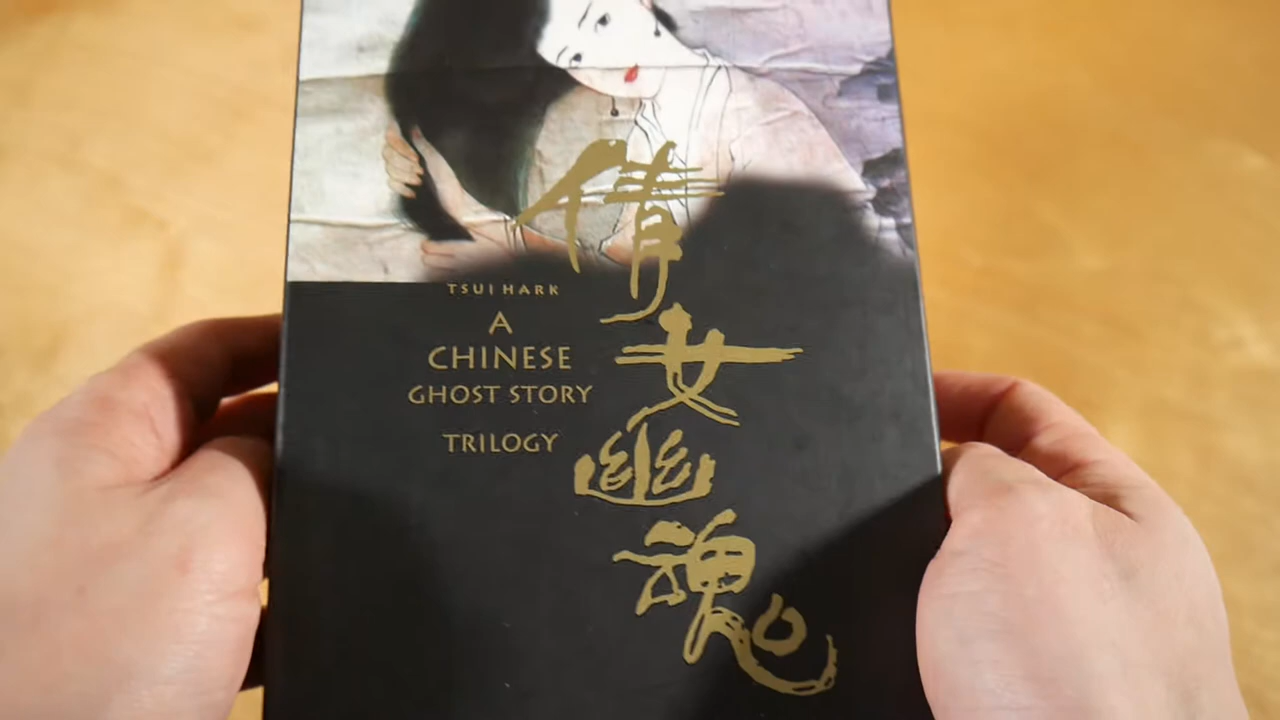 倩女幽魂
TSUI HARK
A
CHINESE
GHOST STORY
TRILOGY